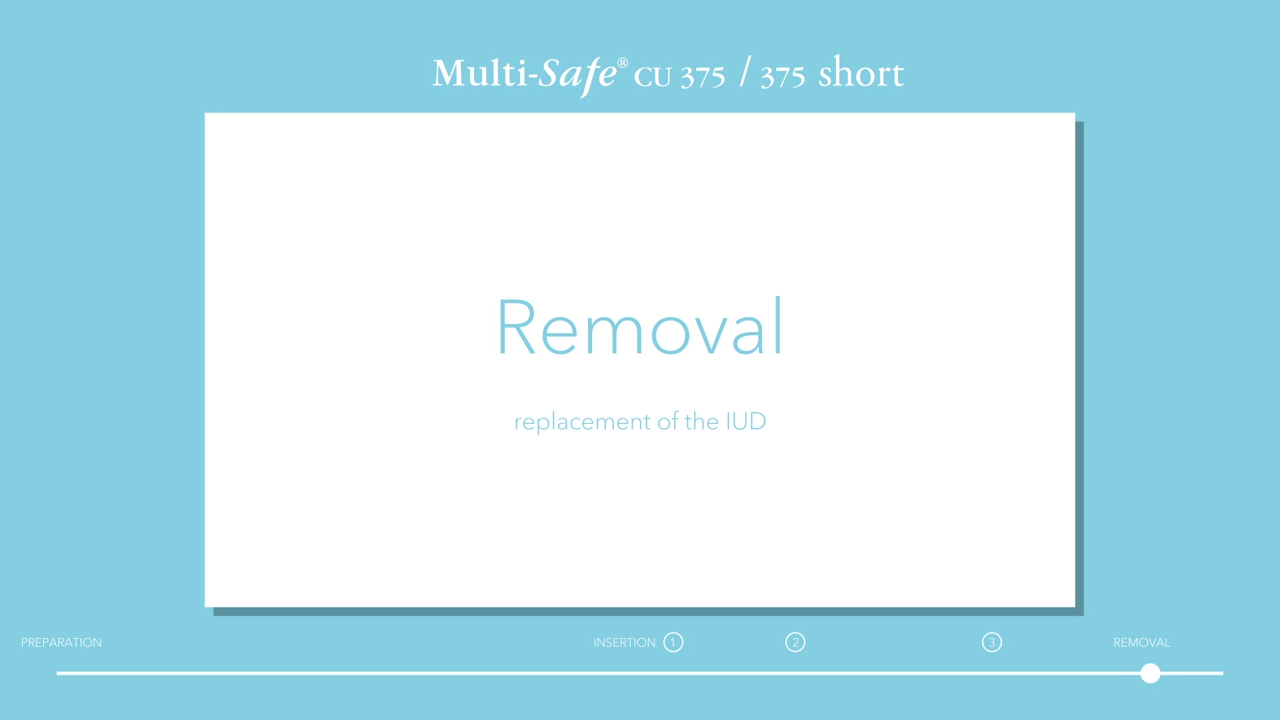 Multi-Safe® CU 375 / 375 short
Removal
replacement of the IUD
PREPARATION INSERTION 1 2 3 REMOVAL